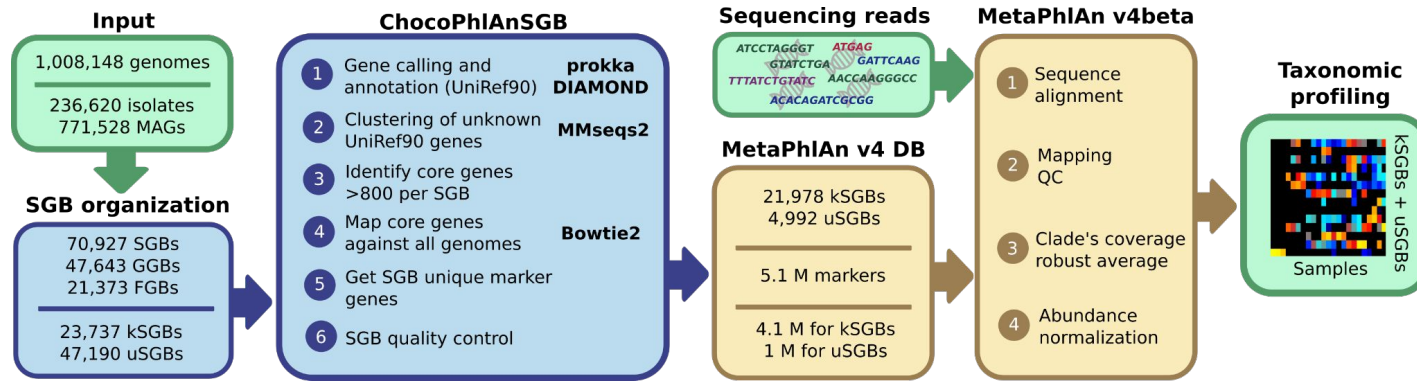 Input
1,008,148 genomes
236,620 isolates
771,528 MAGs
SGB organization
70,927 SGBs
47,643 GGBs
21,373 FGBs
23,737 kSGBs
47,190 uSGBs
ChocoPhlAnSGB
1 Gene calling and annotation (UniRef90)
prokka
DIAMOND
2 Clustering of unknown
UniRef90 genes
MMseqs2
3 Identify core genes
>800 per SGB
4 Map core genes
against all genomes
Bowtie2
5 Get SGB unique marker
genes
6 SGB quality control
Sequencing reads
ATCCTAGGGT
ATGAG
GTATCTGA
GATTCAAG
TTTATCTGTATC
AACCAAGGGCC
ACACAGATCGCGG
MetaPhlAn v4 DB
21,978 kSGBs
4,992 uSGBs
5.1 M markers
4.1 M for kSGBs
1 M for uSGBs
MetaPhlAn v4beta
1 Sequence
alignment
2 Mapping
QC
3 Clade's coverage
robust average
4 Abundance
normalization
Taxonomic
profiling
kSGBs + uSGBs
Samples